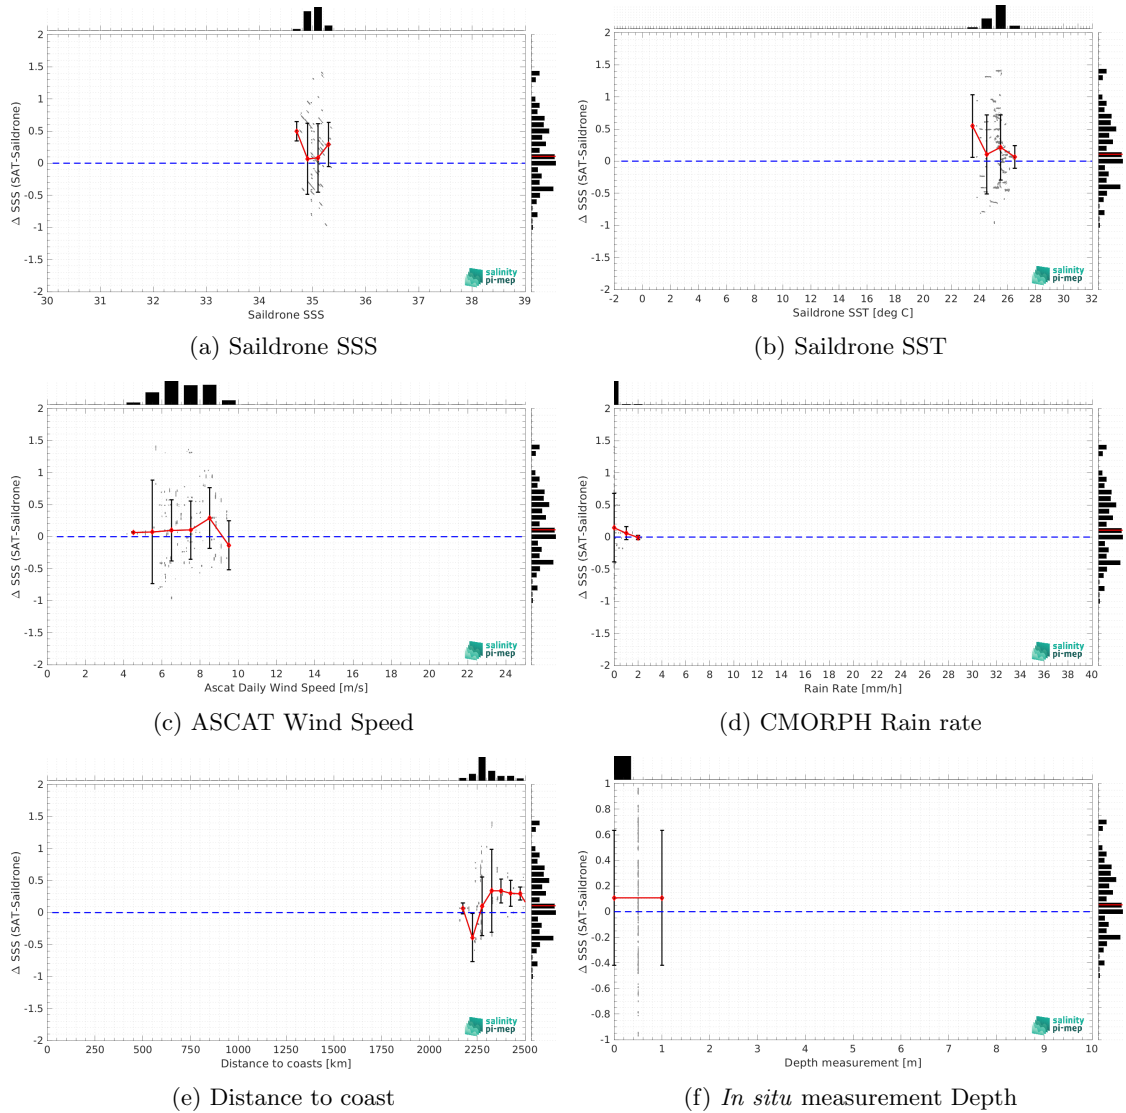 2
1.5
1
0.5
0
-0.5
-1
-1.5
-2
Δ SSS (SAT-Saildrone)
salinity
pi-mep
30 31 32 33 34 35 36 37 38 39
Saildrone SSS
(a) Saildrone SSS
2
1.5
1
0.5
0
-0.5
-1
-1.5
-2
Δ SSS (SAT-Saildrone)
salinity
pi-mep
-2 0 2 4 6 8 10 12 14 16 18 20 22 24 26 28 30 32
Saildrone SST [deg C]
(b) Saildrone SST
2
1.5
1
0.5
0
-0.5
-1
-1.5
-2
Δ SSS (SAT-Saildrone)
salinity
pi-mep
0 2 4 6 8 10 12 14 16 18 20 22 24
Ascat Daily Wind Speed [m/s]
(c) ASCAT Wind Speed
2
1.5
1
0.5
0
-0.5
-1
-1.5
-2
Δ SSS (SAT-Saildrone)
salinity
pi-mep
0 2 4 6 8 10 12 14 16 18 20 22 24 26 28 30 32 34 36 38 40
Rain Rate [mm/h]
(d) CMORPH Rain rate
2
1.5
1
0.5
0
-0.5
-1
-1.5
-2
Δ SSS (SAT-Saildrone)
salinity
pi-mep
0 250 500 750 1000 1250 1500 1750 2000 2250 2500
Distance to coasts [km]
(e) Distance to coast
1
0.8
0.6
0.4
0.2
0
-0.2
-0.4
-0.6
-0.8
-1
Δ SSS (SAT-Saildrone)
salinity
pi-mep
0 1 2 3 4 5 6 7 8 9 10
Depth measurement [m]
(f) In situ measurement Depth